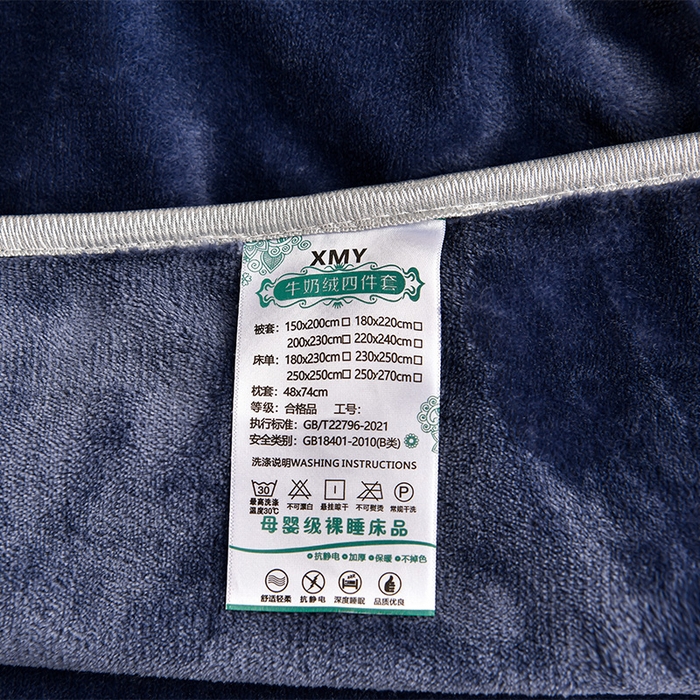 XMY
牛奶绒四件套
被套：150x200cm□ 180x220cm□
200x230cm□ 220x240cm□
床单：180x230cm□ 230x250cm□
250x250cm□ 250x270cm□
枕套：48x74cm
等级：合格品 工号：
执行标准：GB/T22796-2021
安全类别：GB18401-2010(B类)
洗涤说明WASHING INSTRUCTIONS
30 P
最高洗涤温度30℃ 不可漂白 悬挂晾干 不可熨烫 常规干洗
母婴级裸睡床品
抗静电 加厚 保暖 不掉色
舒适轻柔 抗静电 深度睡眠 品质优良